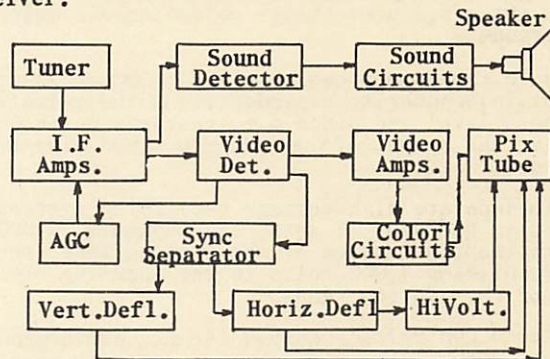 eiver.
Speaker
Tuner
Sound
Detector
Sound
Circuits
I.F.
Amps.
Video
Det.
Video
Amps.
Pix
Tube
AGC
Sync
Separator
Color
Circuits
Vert.Defl.
Horiz.Defl
HiVolt.